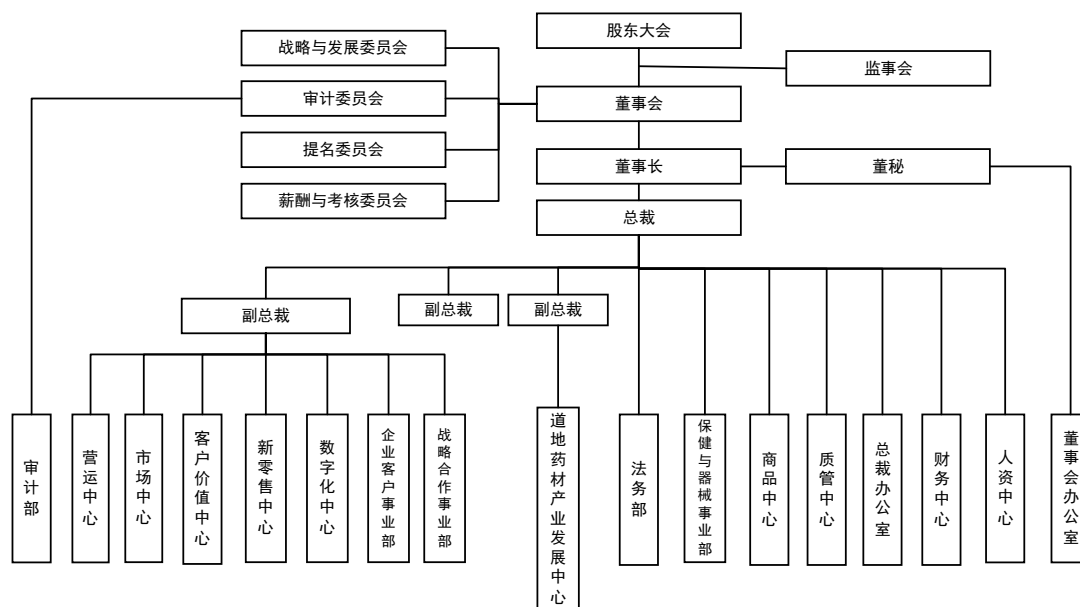 股东大会
战略与发展委员会
监事会
审计委员会
董事会
提名委员会
董事长
董秘
薪酬与考核委员会
总裁
副总裁
副总裁
副总裁
审计部
营运中心
市场中心
客户价值中心
新零售中心
数字化中心
企业客户事业部
战略合作事业部
道地药材产业发展中心
法务部
保健与器械事业部
商品中心
质管中心
总裁办公室
财务中心
人资中心
董事会办公室